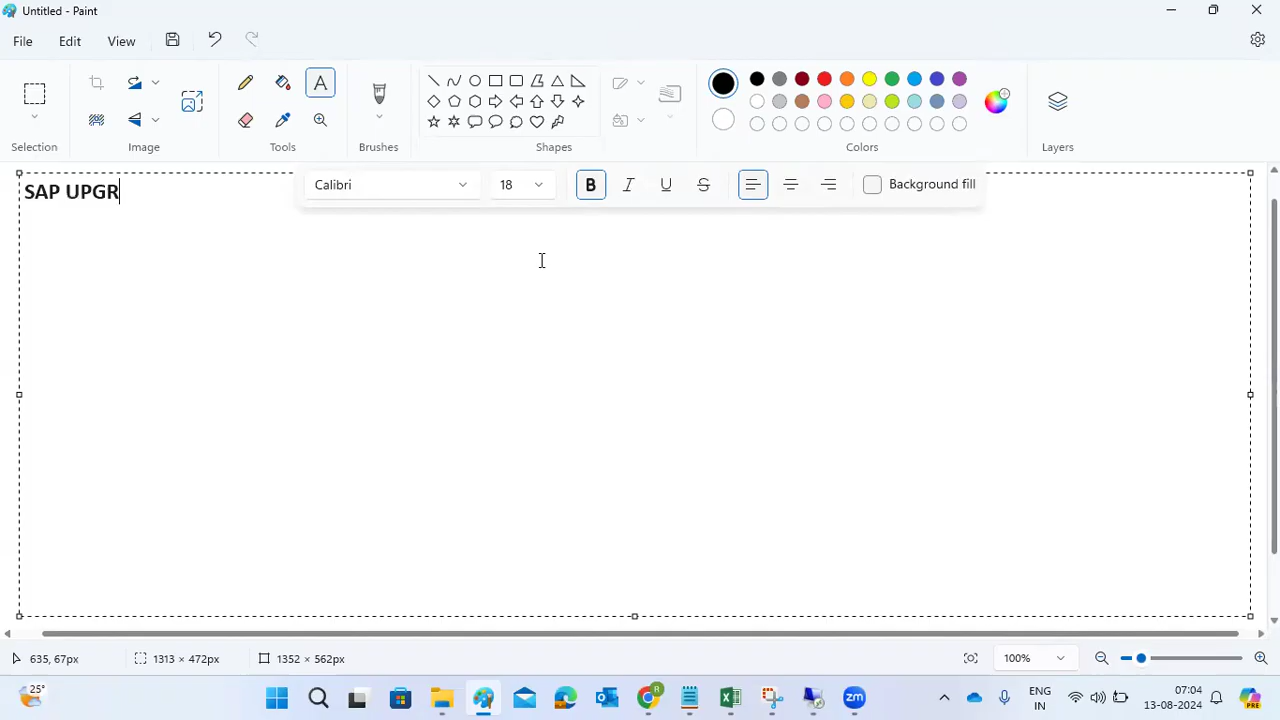 Untitled - Paint
File Edit View
Selection Image Tools Brushes Shapes Colors Layers
Calibri 18 B I U S Background fill
SAP UPGR
635, 67px 1313 × 472px 1352 × 562px 100%
25° ENG 07:04
IN 13-08-2024